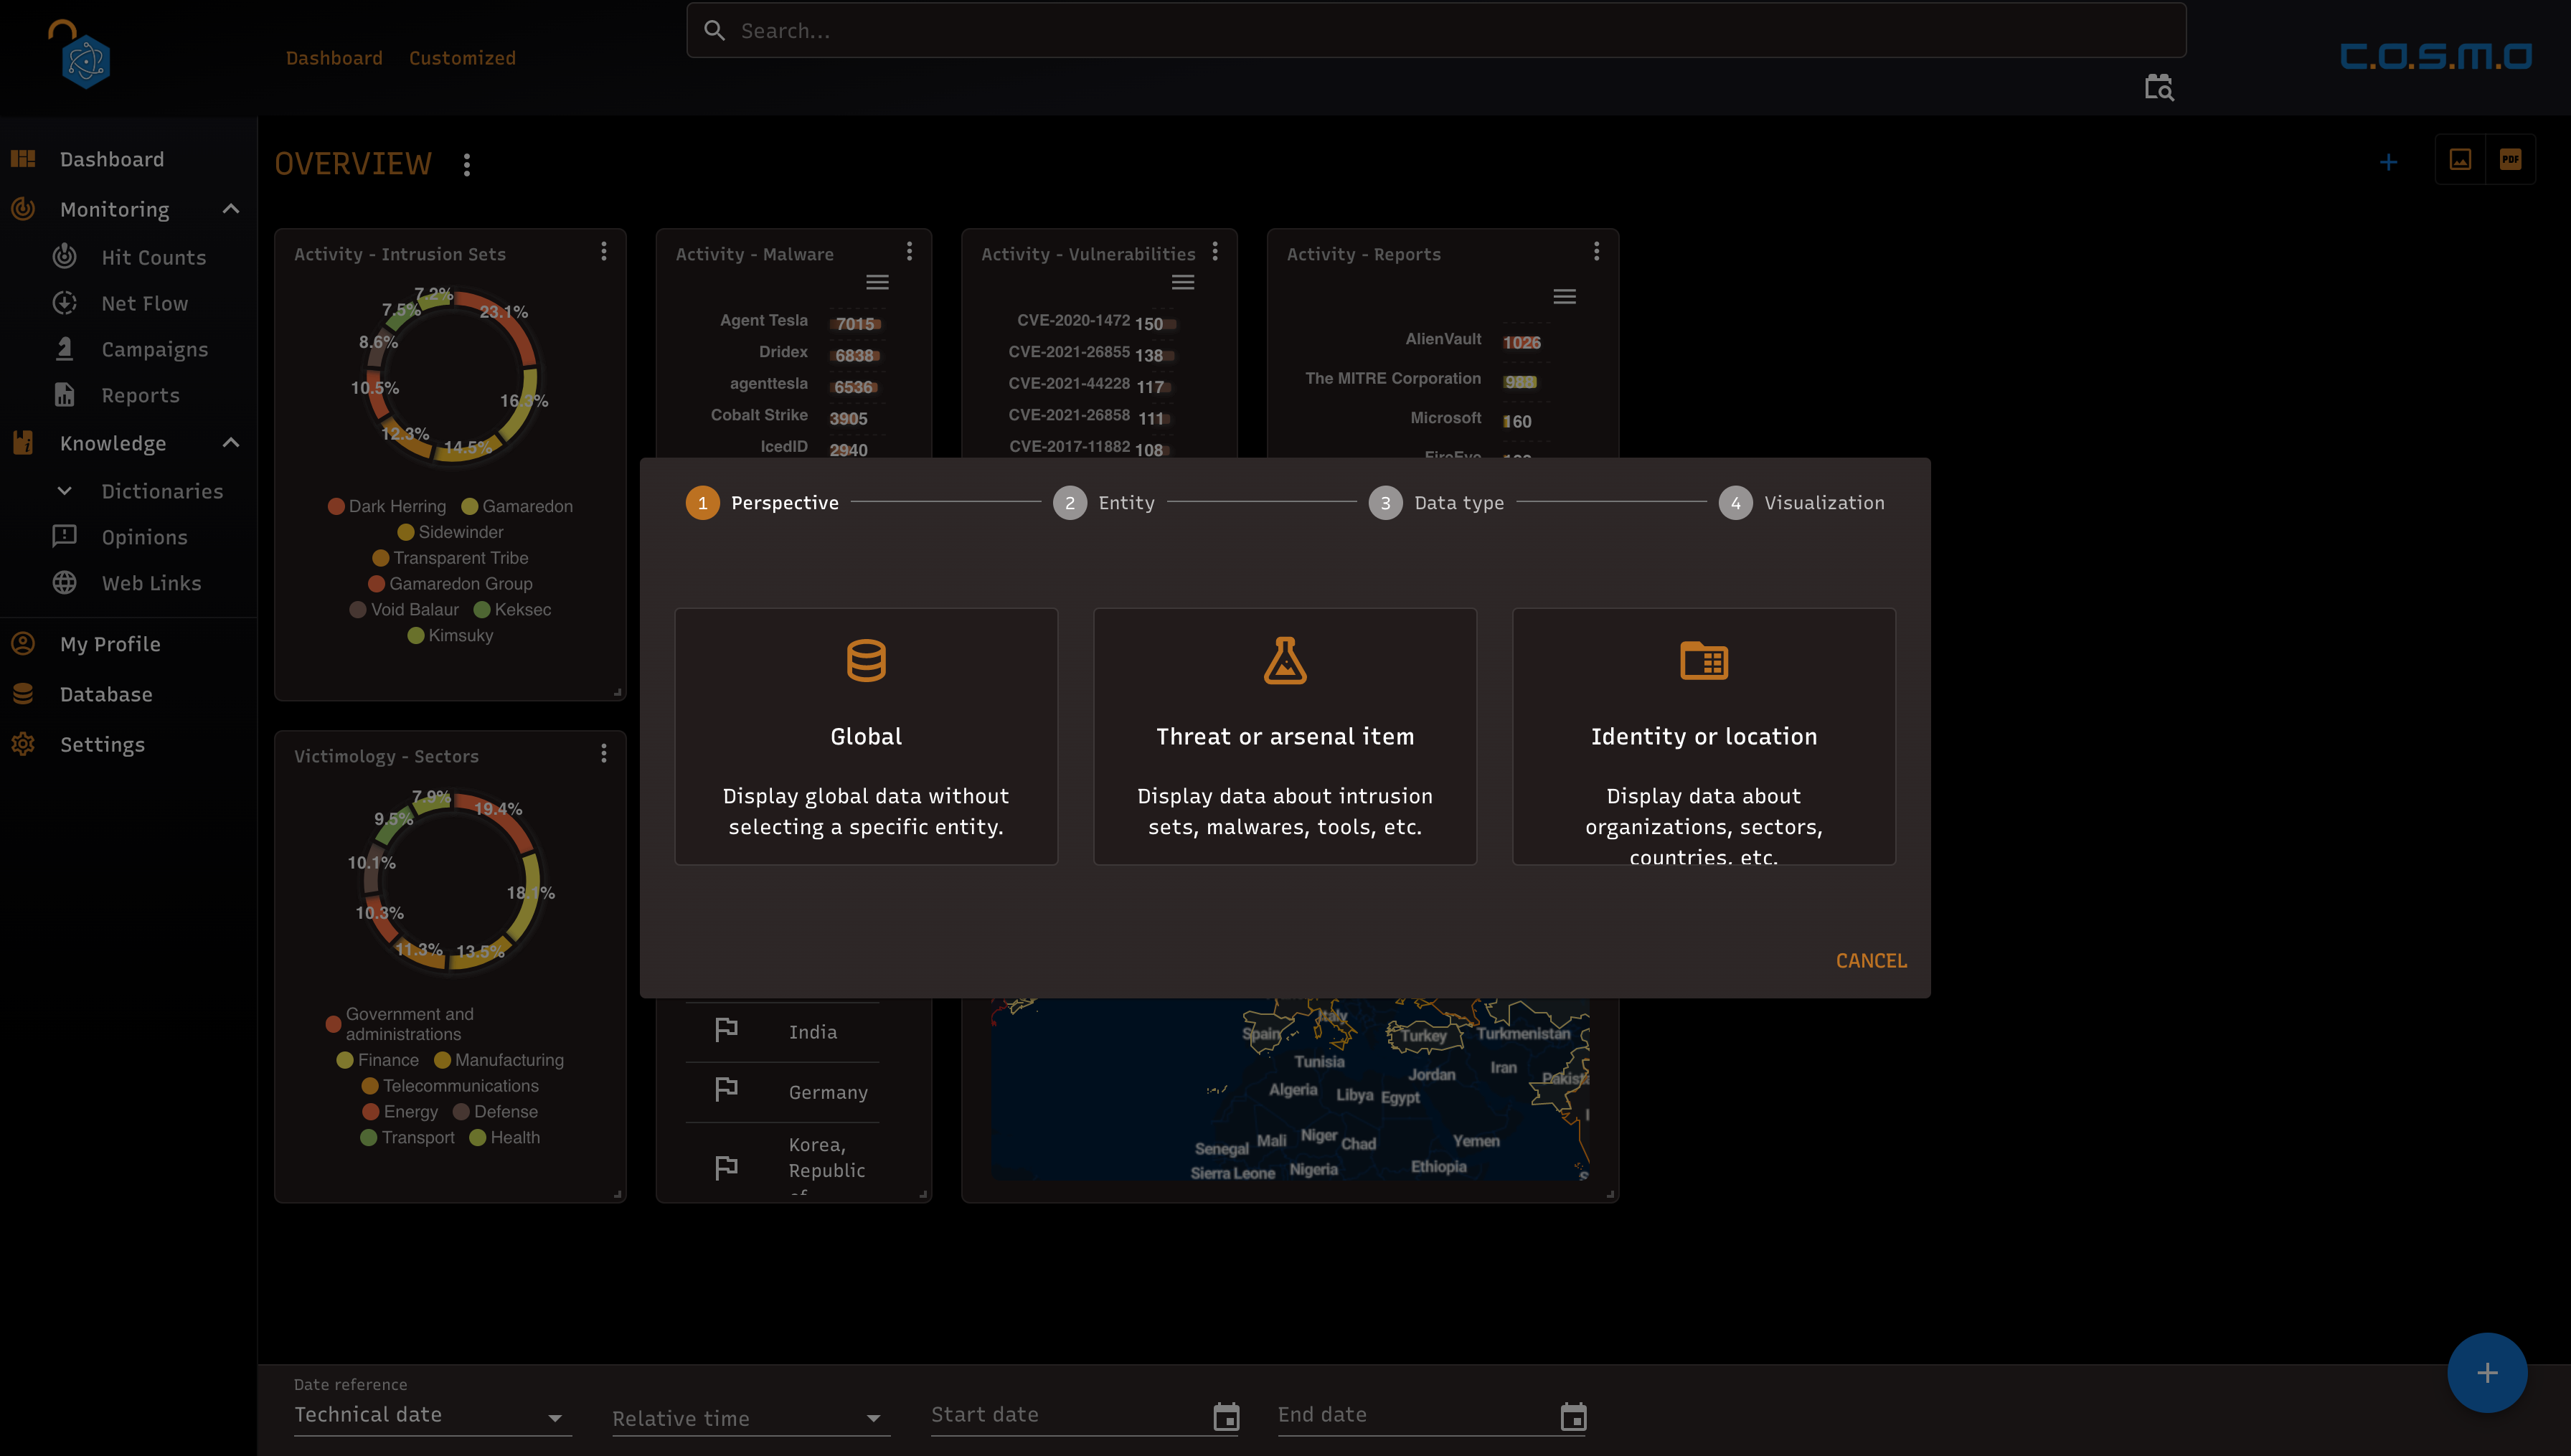 Search...
Dashboard Customized
C.O.S.M.O
Dashboard
Monitoring
Hit Counts
Net Flow
Campaigns
Reports
Knowledge
Dictionaries
Opinions
Web Links
My Profile
Database
Settings
OVERVIEW
PDF
Activity - Intrusion Sets
7.2%
23.1%
7.5%
8.6%
10.5%
16.3%
12.3%
14.5%
Dark Herring Gamaredon
Sidewinder
Transparent Tribe
Gamaredon Group
Void Balaur Keksec
Kimsuky
Activity - Malware
Agent Tesla 7015
Dridex 6838
agenttesla 6536
Cobalt Strike 3905
IcedID 2940
Activity - Vulnerabilities
CVE-2020-1472 150
CVE-2021-26855 138
CVE-2021-44228 117
CVE-2021-26858 111
CVE-2017-11882 108
Activity - Reports
AlienVault 1026
The MITRE Corporation 988
Microsoft 160
1 Perspective 2 Entity 3 Data type 4 Visualization
Global
Display global data without
selecting a specific entity.
Threat or arsenal item
Display data about intrusion
sets, malwares, tools, etc.
Identity or location
Display data about
organizations, sectors,
countries, etc.
CANCEL
Victimology - Sectors
7.9%
19.4%
9.5%
10.1%
18.1%
10.3%
11.3%
13.5%
Government and
administrations
Finance Manufacturing
Telecommunications
Energy Defense
Transport Health
India
Germany
Korea,
Republic
Italy
Spain
Turkey
Turkmenistan
Tunisia
Iran
Jordan
Algeria
Libya
Egypt
Niger
Mali
Chad
Yemen
Senegal
Ethiopia
Nigeria
Sierra Leone
Date reference
Technical date
Relative time
Start date
End date